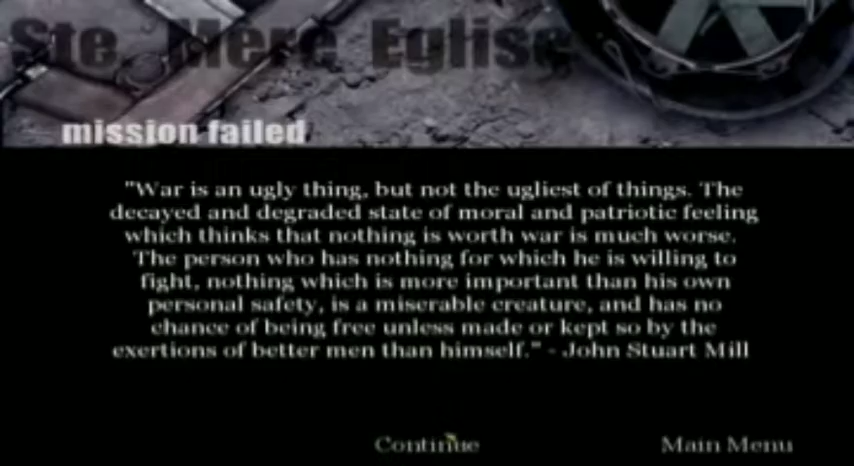 Ste. Mère Eglise
mission failed
"War is an ugly thing, but not the ugliest of things. The
decayed and degraded state of moral and patriotic feeling
which thinks that nothing is worth war is much worse.
The person who has nothing for which he is willing to
fight, nothing which is more important than his own
personal safety, is a miserable creature, and has no
chance of being free unless made or kept so by the
exertions of better men than himself." - John Stuart Mill
Continue
Main Menu